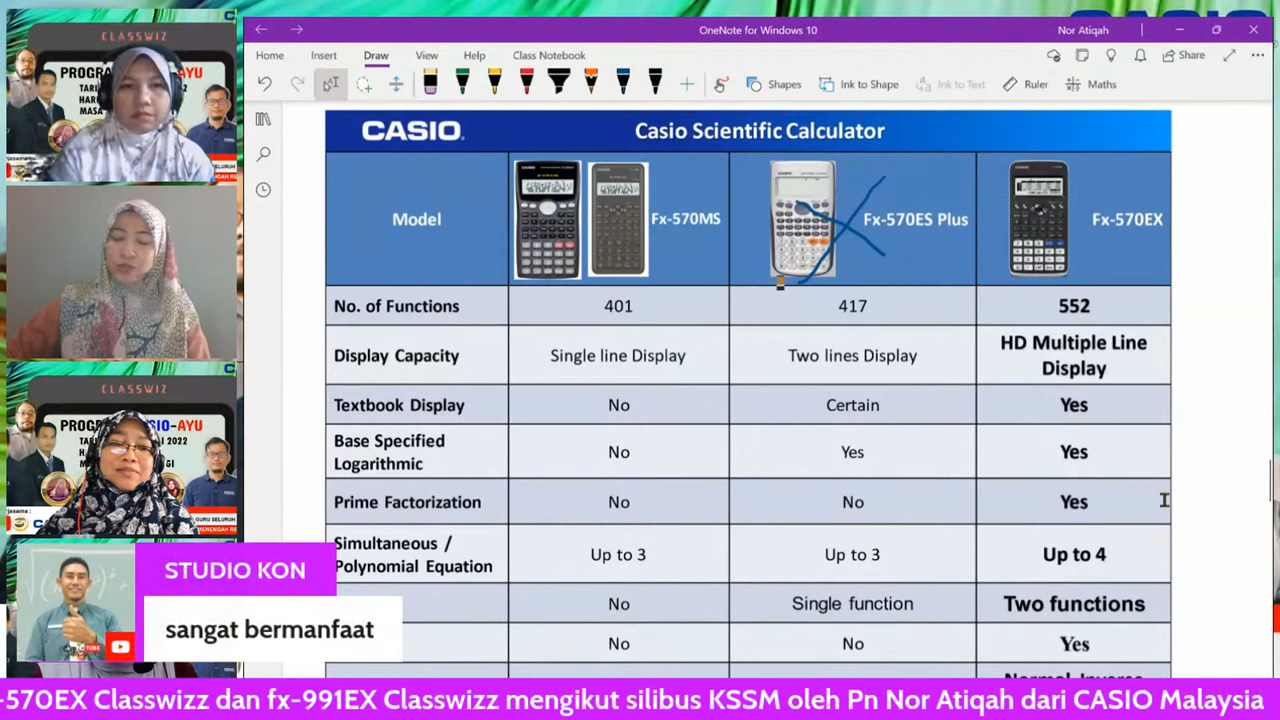 CLASSWIZ
OneNote for Windows 10
Nor Atiqah
Home
Insert
Draw
View
Help
Class Notebook
Share
Shapes
Ink to Shape
Ink to Text
Ruler
Maths
CASIO
Casio Scientific Calculator
Model
Fx-570MS
Fx-570ES Plus
Fx-570EX
No. of Functions
401
417
552
Display Capacity
Single line Display
Two lines Display
HD Multiple Line
Display
Textbook Display
No
Certain
Yes
Base Specified
Logarithmic
No
Yes
Yes
Prime Factorization
No
No
Yes
Simultaneous /
Polynomial Equation
Up to 3
Up to 3
Up to 4
No
Single function
Two functions
No
No
Yes
CLASSWIZ
STUDIO KON
sangat bermanfaat
-570EX Classwizz dan fx-991EX Classwizz mengikut silibus KSSM oleh Pn Nor Atiqah dari CASIO Malaysia